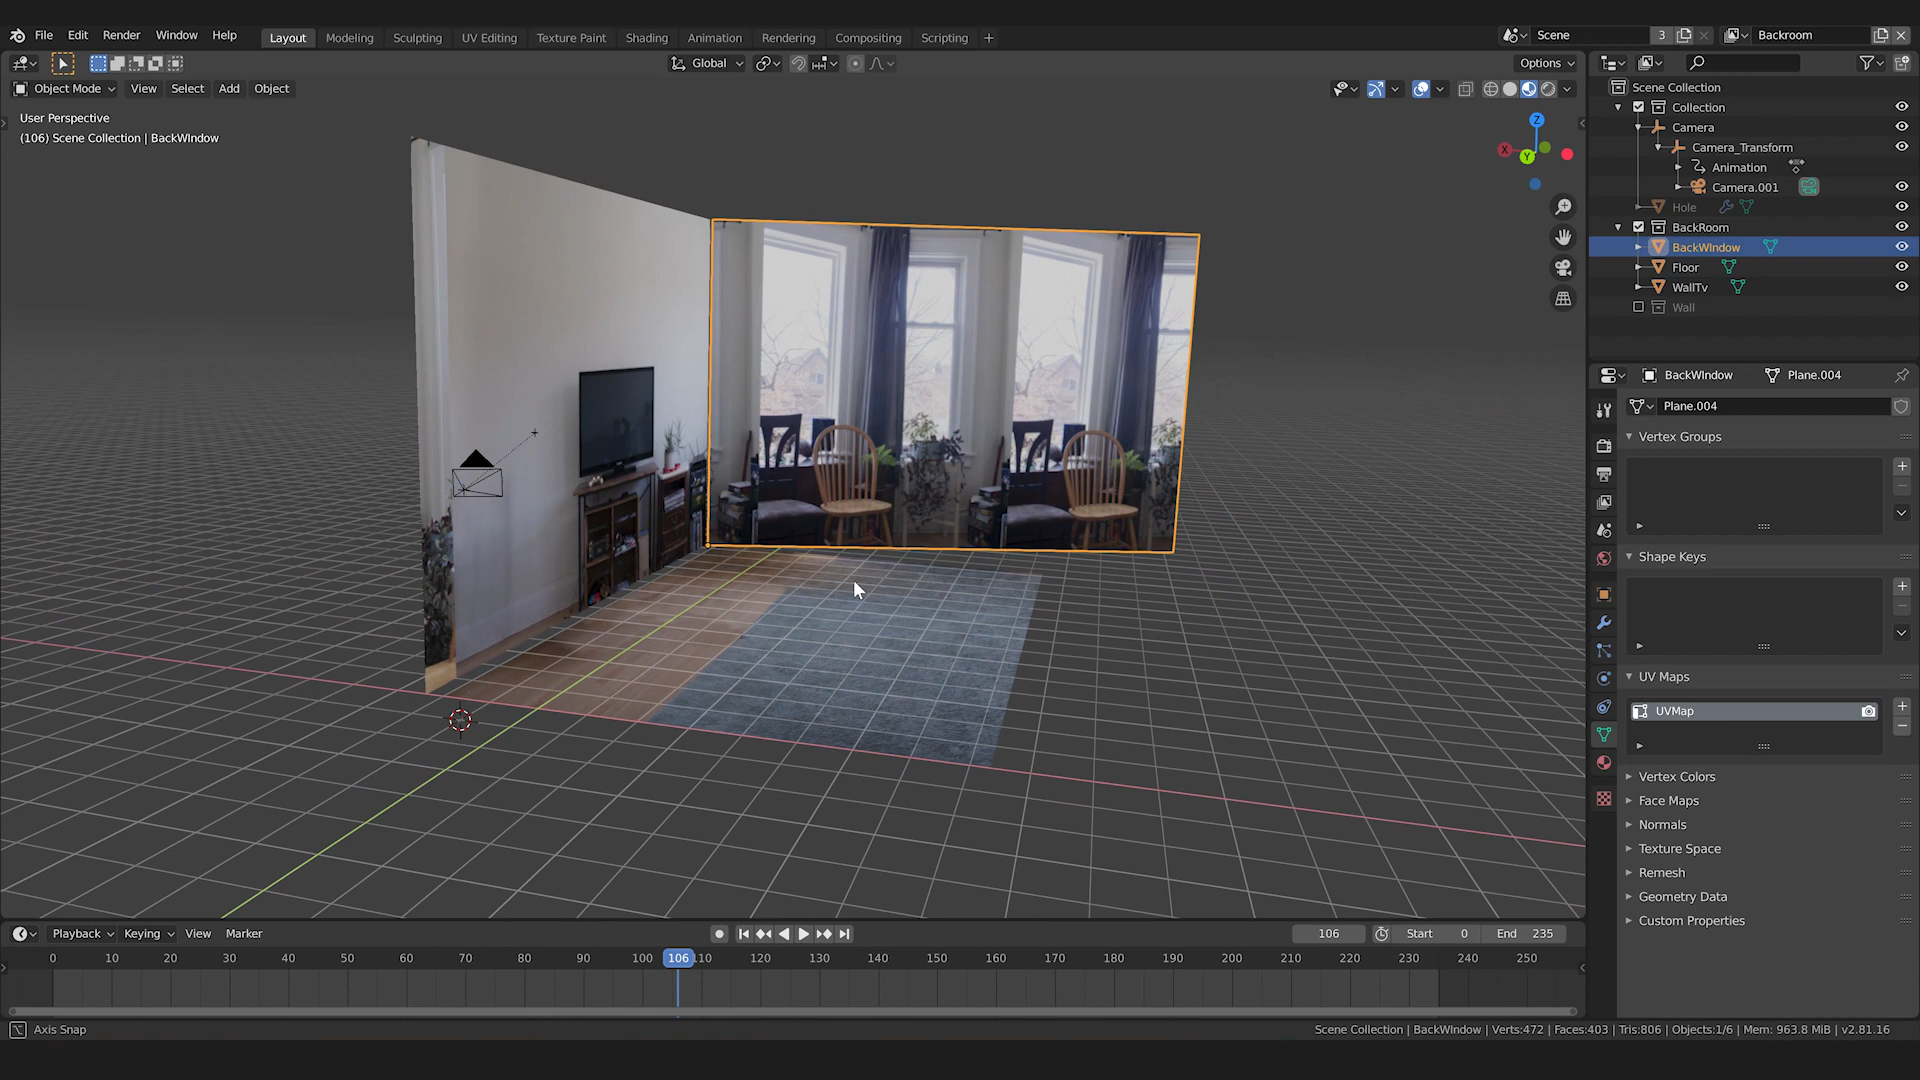 File Edit Render Window Help Layout Modeling Sculpting UV Editing Texture Paint Shading Animation Rendering Compositing Scripting + Scene 3 Backroom
Global Options
Object Mode View Select Add Object
User Perspective
(106) Scene Collection | BackWIndow
Z
X
Y
Scene Collection
Collection
Camera
Camera_Transform
Animation
Camera.001
Hole
BackRoom
BackWIndow
Floor
WallTv
Wall
BackWIndow Plane.004
Plane.004
Vertex Groups
Shape Keys
UV Maps
UVMap
Vertex Colors
Face Maps
Normals
Texture Space
Remesh
Geometry Data
Custom Properties
Playback Keying View Marker 106 Start 0 End 235
0 10 20 30 40 50 60 70 80 90 100 106 110 120 130 140 150 160 170 180 190 200 210 220 230 240 250
Axis Snap Scene Collection | BackWIndow | Verts:472 | Faces:403 | Tris:806 | Objects:1/6 | Mem: 963.8 MiB | v2.81.16